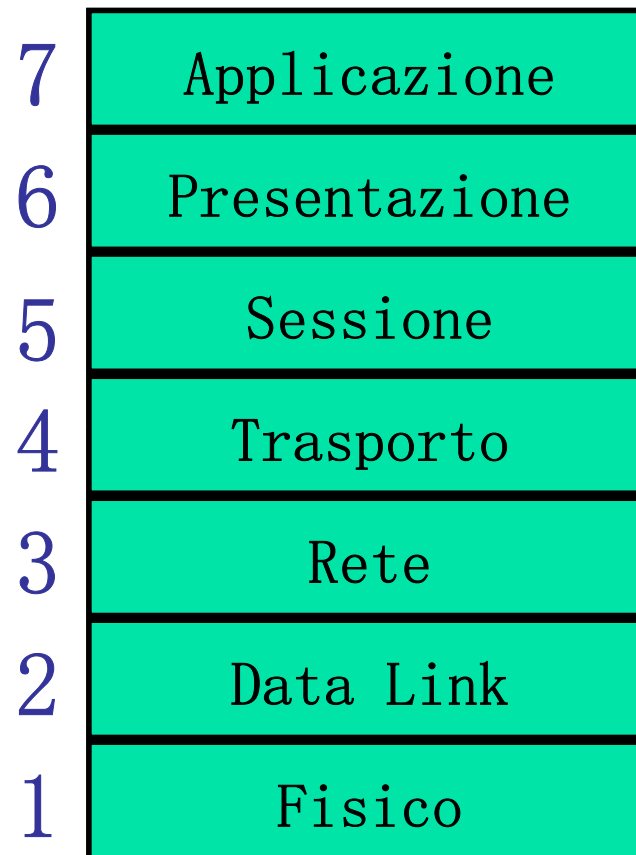 7 Applicazione
6 Presentazione
5 Sessione
4 Trasporto
3 Rete
2 Data Link
1 Fisico